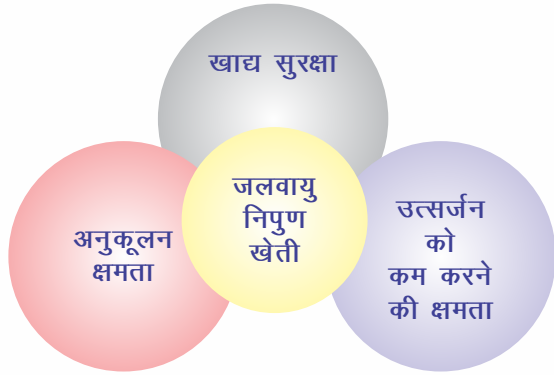 खाद्य सुरक्षा
जलवायु
निपुण
खेती
अनुकूलन
क्षमता
उत्सर्जन
को
कम करने
की क्षमता